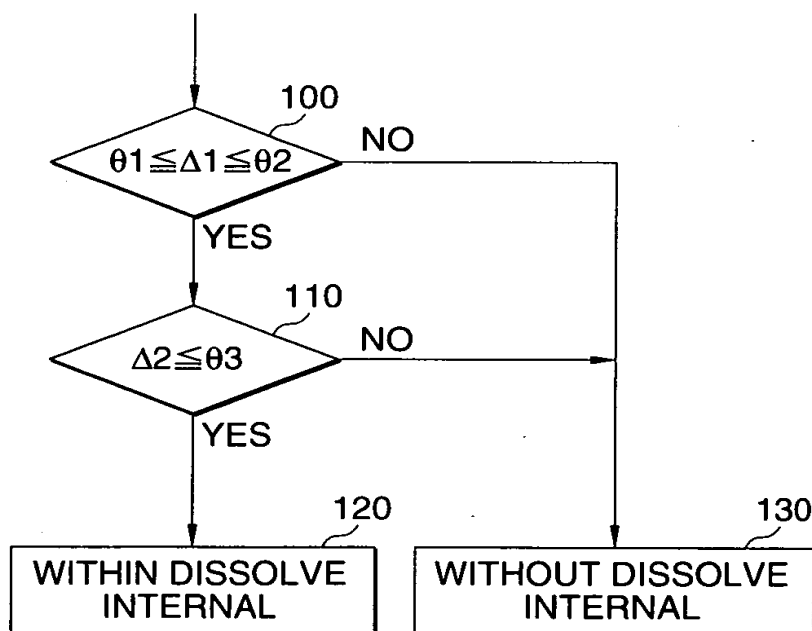 100
θ1≦Δ1≦θ2
NO
YES
110
Δ2≦θ3
NO
YES
120
WITHIN DISSOLVE
INTERNAL
130
WITHOUT DISSOLVE
INTERNAL